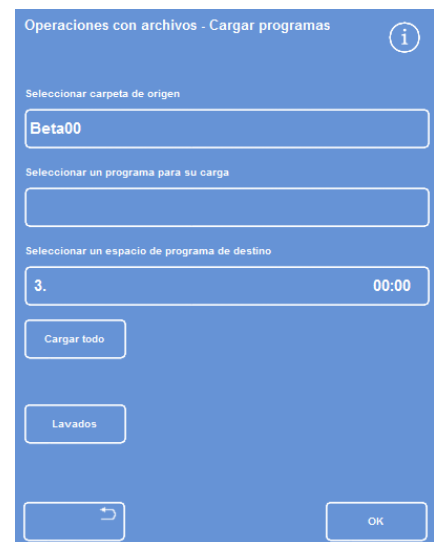 Operaciones con archivos - Cargar programas
i
Seleccionar carpeta de origen
Beta00
Seleccionar un programa para su carga
Seleccionar un espacio de programa de destino
3. 00:00
Cargar todo
Lavados
OK